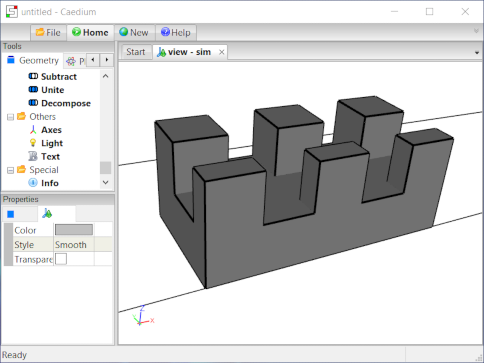 untitled - Caedium
File Home New Help
Tools
Geometry
Subtract
Unite
Decompose
Others
Axes
Light
Text
Special
Info
Properties
Color
Style Smooth
Transpare
Start view - sim
Z
Y
X
Ready